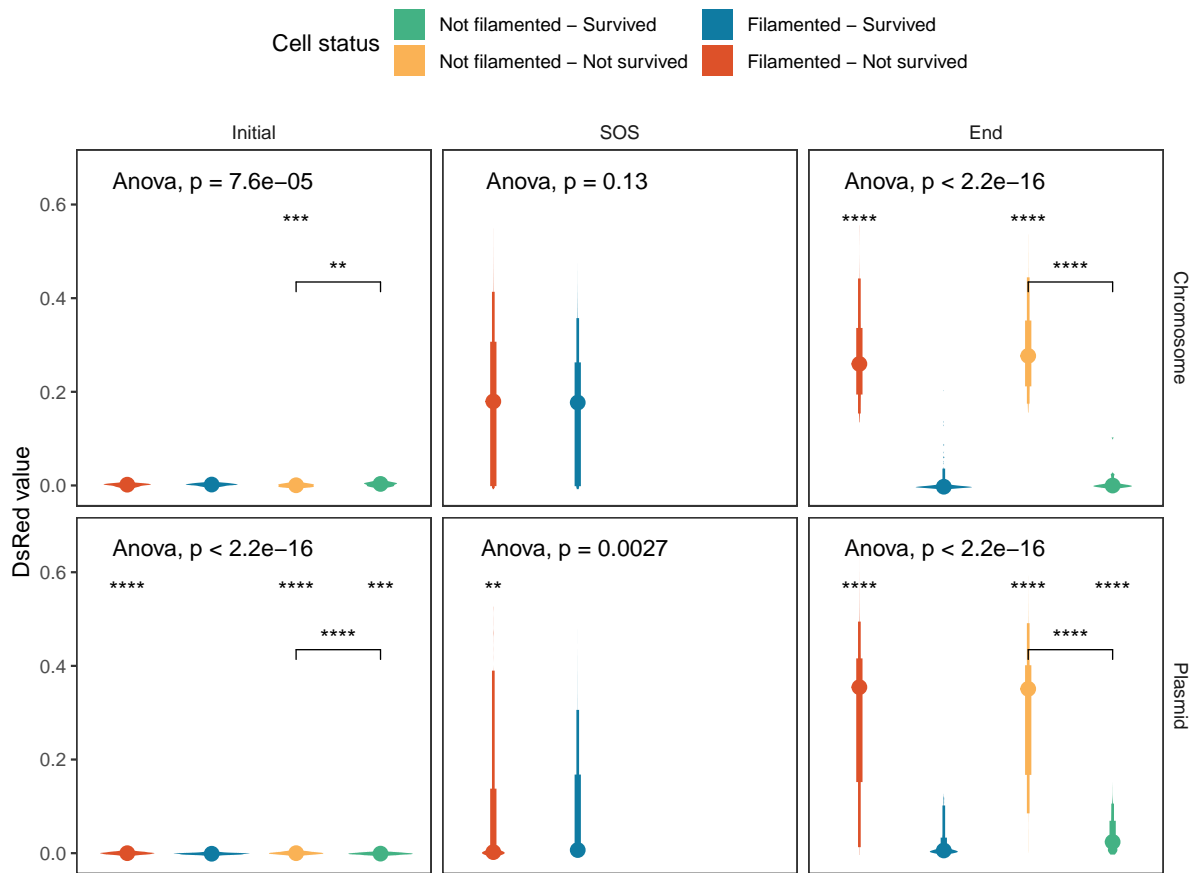 Cell status
Not filamented − Survived
Filamented − Survived
Not filamented − Not survived
Filamented − Not survived
Initial
SOS
End
Anova, p = 7.6e−05
Anova, p = 0.13
Anova, p < 2.2e−16
***
****
****
**
****
0.6
0.4
0.2
0.0
Chromosome
DsRed value
Anova, p < 2.2e−16
Anova, p = 0.0027
Anova, p < 2.2e−16
****
****
***
**
****
****
****
****
****
0.6
0.4
0.2
0.0
Plasmid